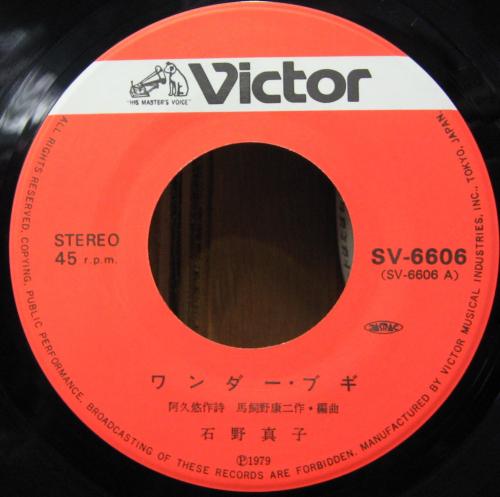 Victor
"HIS MASTER'S VOICE"
STEREO
45 r.p.m.
SV-6606
(SV-6606 A)
JASRAC
ワンダー・ブギ
阿久悠作詩 馬飼野康二作・編曲
石野真子
Ⓟ1979
ALL RIGHTS RESERVED. COPYING, PUBLIC PERFORMANCE, BROADCASTING OF THESE RECORDS ARE FORBIDDEN. MANUFACTURED BY VICTOR MUSICAL INDUSTRIES, INC., TOKYO, JAPAN